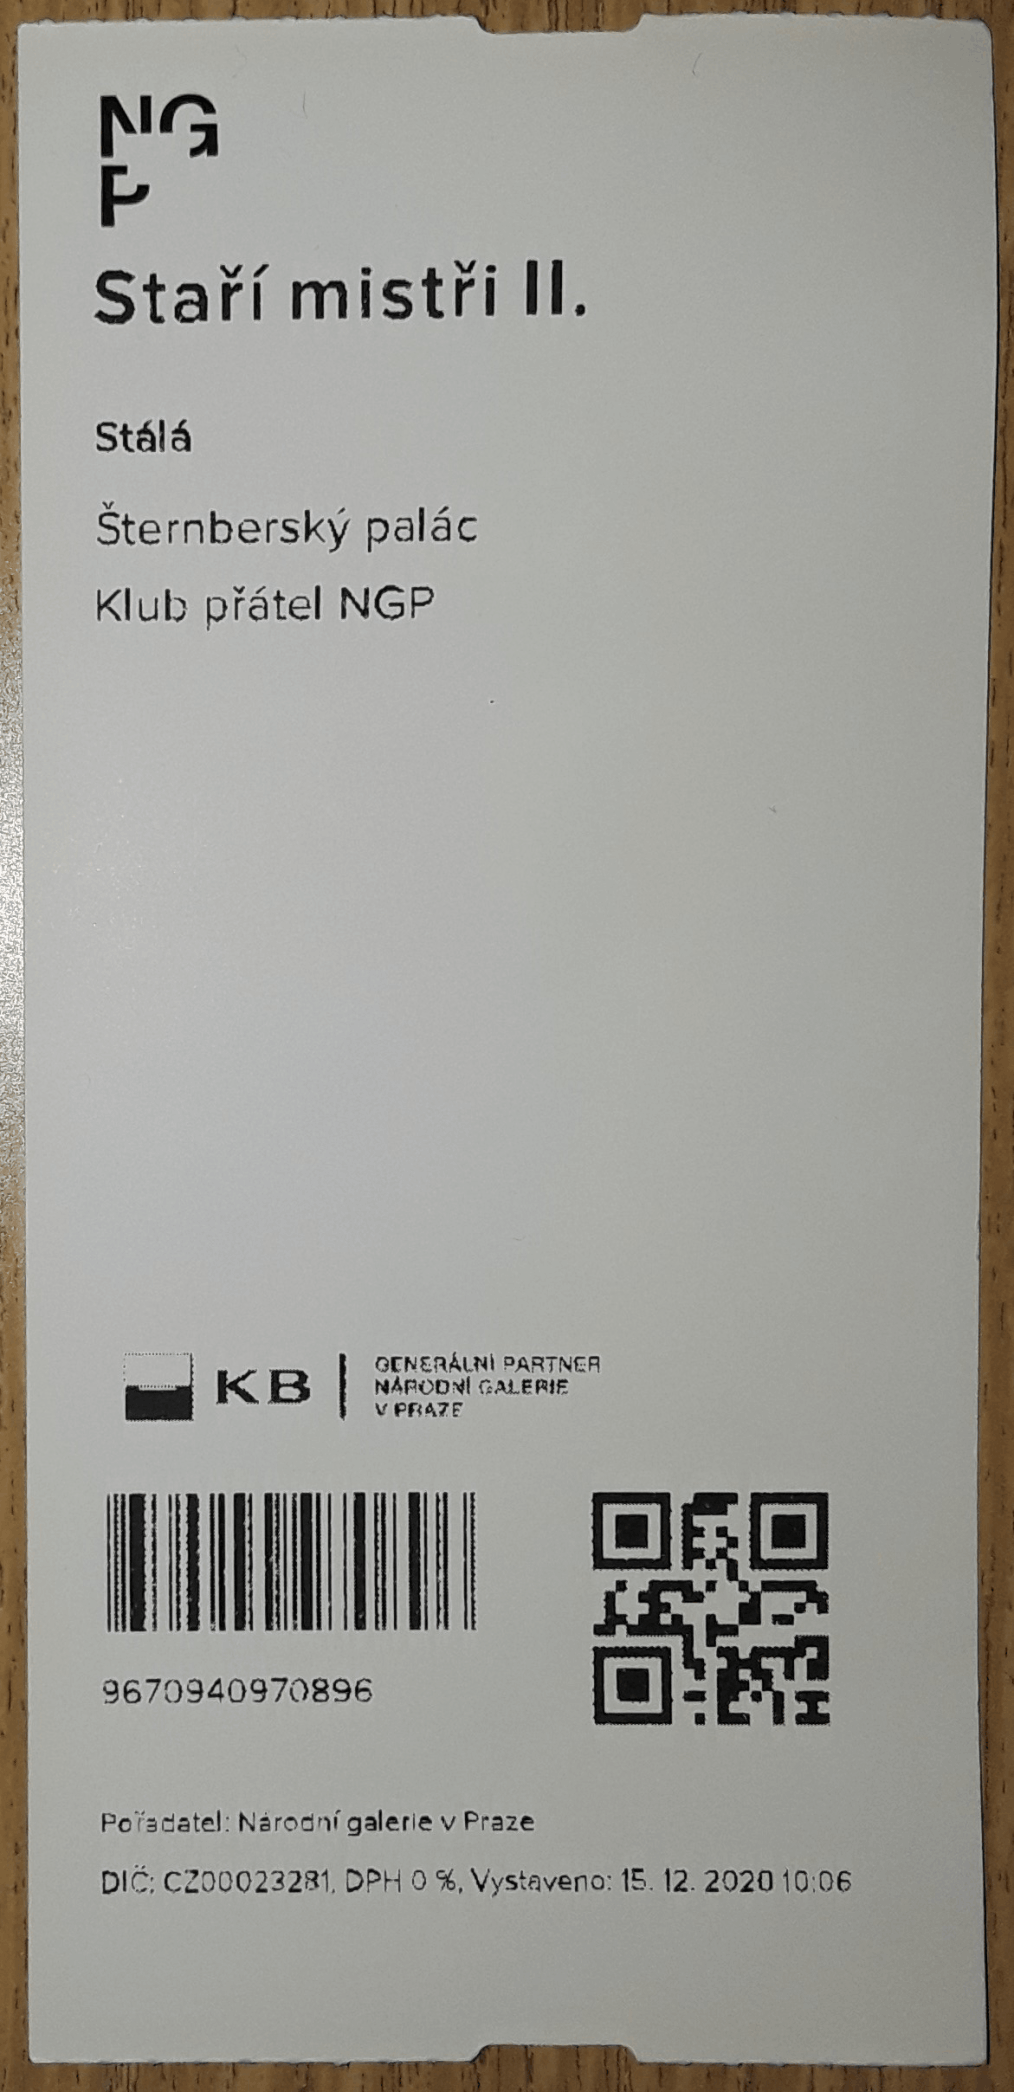 NG
P
Staří mistři II.
Stálá
Šternberský palác
Klub přátel NGP
KB
GENERÁLNÍ PARTNER
NÁRODNÍ GALERIE
V PRAZE
9670940970896
Pořadatel: Národní galerie v Praze
DIČ: CZ00023281, DPH 0 %, Vystaveno: 15. 12. 2020 10:06